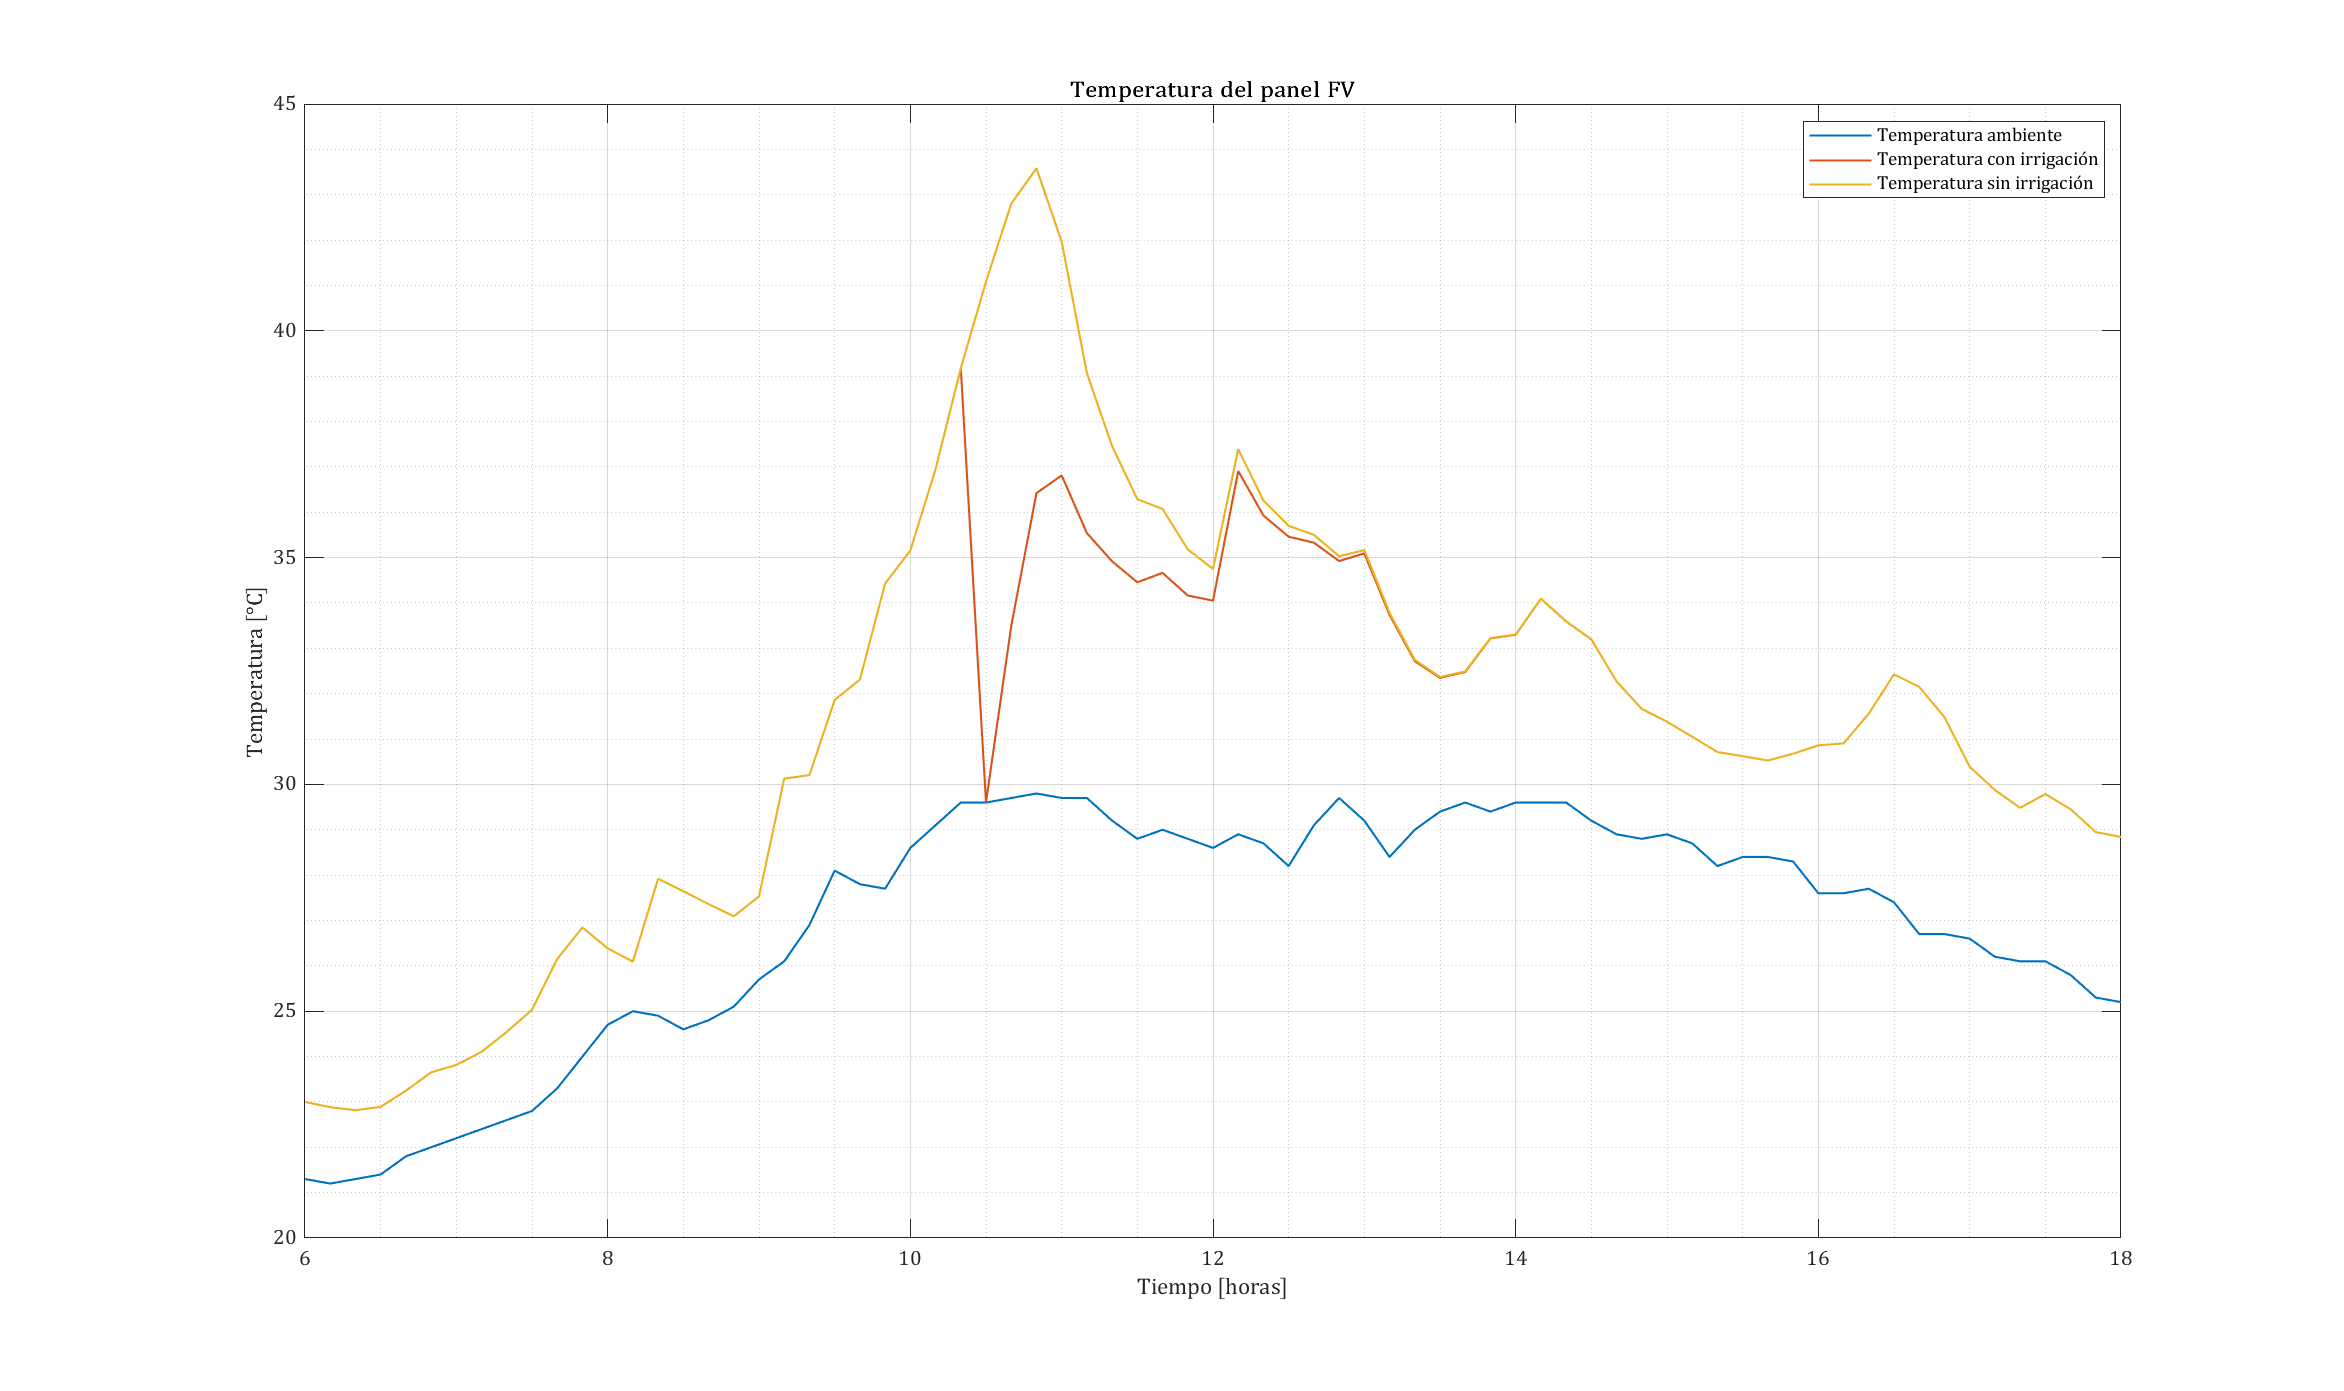 Temperatura del panel FV
45
40
35
30
25
20
Temperatura [°C]
Temperatura ambiente
Temperatura con irrigación
Temperatura sin irrigación
6 8 10 12 14 16 18
Tiempo [horas]